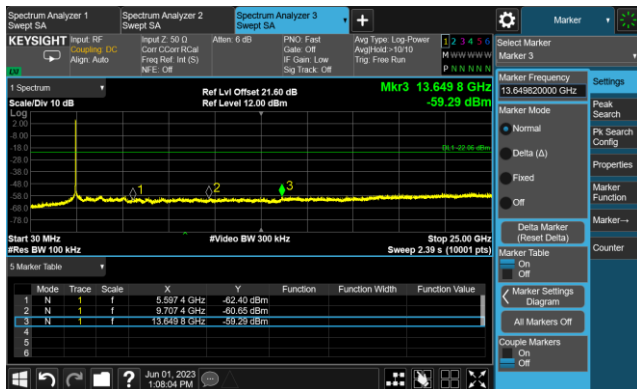 Spectrum Analyzer 1
Swept SA
Spectrum Analyzer 2
Swept SA
Spectrum Analyzer 3
Swept SA
Marker
KEYSIGHT
Input: RF
Coupling: DC
Align: Auto
Input Z: 50 Ω
Corr CCorr RCal
Freq Ref: Int (S)
NFE: Off
Atten: 6 dB
PNO: Fast
Gate: Off
IF Gain: Low
Sig Track: Off
Avg Type: Log-Power
Avg|Hold:>10/10
Trig: Free Run
1 2 3 4 5 6
M W W W W W
P N N N N N
Select Marker
Marker 3
1 Spectrum
Scale/Div 10 dB
Log
Ref Lvl Offset 21.60 dB
Ref Level 12.00 dBm
Mkr3 13.649 8 GHz
-59.29 dBm
2.00
-8.00
-18.0
-28.0
-38.0
-48.0
-58.0
-68.0
-78.0
DL1 -22.06 dBm
1
2
3
Start 30 MHz
#Res BW 100 kHz
#Video BW 300 kHz
Stop 25.00 GHz
Sweep 2.39 s (10001 pts)
5 Marker Table
Mode Trace Scale X Y Function Function Width Function Value
1 N 1 f 5.597 4 GHz -62.40 dBm
2 N 1 f 9.707 4 GHz -60.65 dBm
3 N 1 f 13.649 8 GHz -59.29 dBm
4
5
6
Marker Frequency
13.649820000 GHz
Marker Mode
Normal
Delta (Δ)
Fixed
Off
Delta Marker
(Reset Delta)
Marker Table
On
Off
Marker Settings
Diagram
All Markers Off
Couple Markers
On
Off
Settings
Peak
Search
Pk Search
Config
Properties
Marker
Function
Marker→
Counter
?
Jun 01, 2023
1:08:04 PM